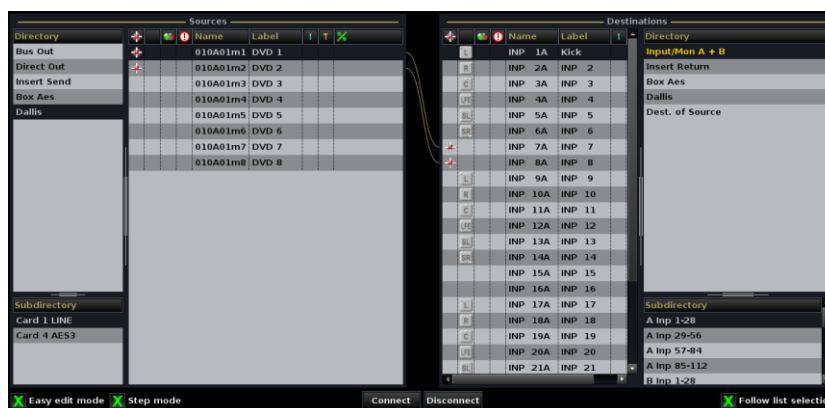 Sources
Directory
Bus Out
Direct Out
Insert Send
Box Aes
Dallis
Subdirectory
Card 1 LINE
Card 4 AES3
Name Label ! T
010A01m1 DVD 1
010A01m2 DVD 2
010A01m3 DVD 3
010A01m4 DVD 4
010A01m5 DVD 5
010A01m6 DVD 6
010A01m7 DVD 7
010A01m8 DVD 8
Destinations
Name Label !
L INP 1A Kick
R INP 2A INP 2
C INP 3A INP 3
LFE INP 4A INP 4
SL INP 5A INP 5
SR INP 6A INP 6
INP 7A INP 7
INP 8A INP 8
L INP 9A INP 9
R INP 10A INP 10
C INP 11A INP 11
LFE INP 12A INP 12
SL INP 13A INP 13
SR INP 14A INP 14
INP 15A INP 15
INP 16A INP 16
L INP 17A INP 17
R INP 18A INP 18
C INP 19A INP 19
LFE INP 20A INP 20
SL INP 21A INP 21
Directory
Input/Mon A + B
Insert Return
Box Aes
Dallis
Dest. of Source
Subdirectory
A Inp 1-28
A Inp 29-56
A Inp 57-84
A Inp 85-112
B Inp 1-28
X Easy edit mode X Step mode Connect Disconnect X Follow list selectio